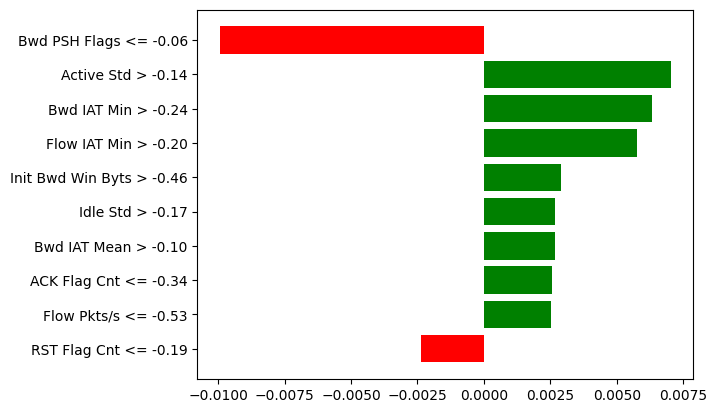 Bwd PSH Flags <= -0.06
Active Std > -0.14
Bwd IAT Min > -0.24
Flow IAT Min > -0.20
Init Bwd Win Byts > -0.46
Idle Std > -0.17
Bwd IAT Mean > -0.10
ACK Flag Cnt <= -0.34
Flow Pkts/s <= -0.53
RST Flag Cnt <= -0.19
−0.0100 −0.0075 −0.0050 −0.0025 0.0000 0.0025 0.0050 0.0075